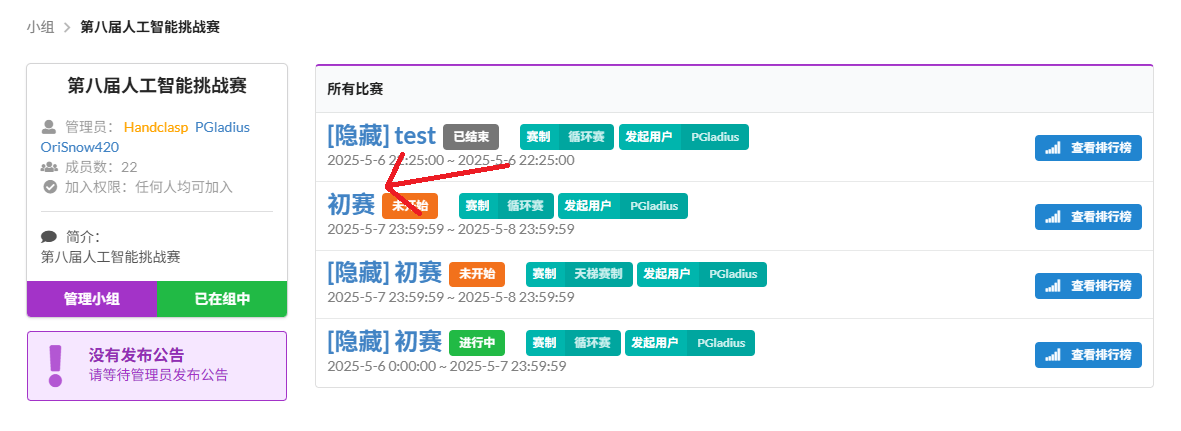 小组 > 第八届人工智能挑战赛
第八届人工智能挑战赛
管理员： Handclasp PGladius
OriSnow420
成员数：22
加入权限：任何人均可加入
简介：
第八届人工智能挑战赛
管理小组 已在组中
没有发布公告
请等待管理员发布公告
所有比赛
[隐藏] test 已结束 赛制 循环赛 发起用户 PGladius
2025-5-6 22:25:00 ~ 2025-5-6 22:25:00
查看排行榜
初赛 未开始 赛制 循环赛 发起用户 PGladius
2025-5-7 23:59:59 ~ 2025-5-8 23:59:59
查看排行榜
[隐藏] 初赛 未开始 赛制 天梯赛制 发起用户 PGladius
2025-5-7 23:59:59 ~ 2025-5-8 23:59:59
查看排行榜
[隐藏] 初赛 进行中 赛制 循环赛 发起用户 PGladius
2025-5-6 0:00:00 ~ 2025-5-7 23:59:59
查看排行榜